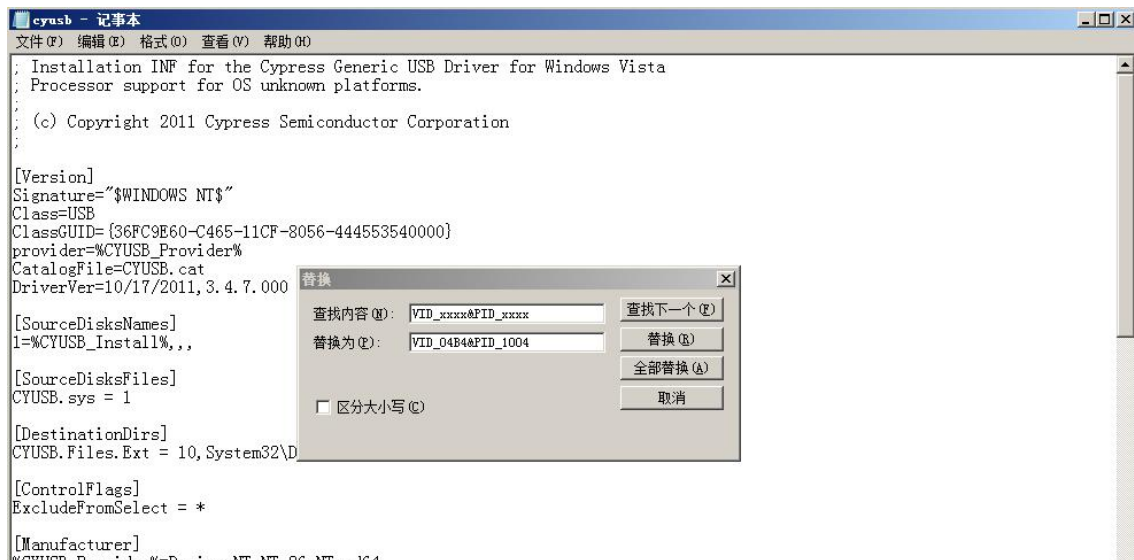 cyusb - 记事本
文件(F) 编辑(E) 格式(O) 查看(V) 帮助(H)
; Installation INF for the Cypress Generic USB Driver for Windows Vista
; Processor support for OS unknown platforms.
;
; (c) Copyright 2011 Cypress Semiconductor Corporation
;
[Version]
Signature="$WINDOWS NT$"
Class=USB
ClassGUID={36FC9E60-C465-11CF-8056-444553540000}
provider=%CYUSB_Provider%
CatalogFile=CYUSB.cat
DriverVer=10/17/2011,3.4.7.000
[SourceDisksNames]
1=%CYUSB_Install%,,,
[SourceDisksFiles]
CYUSB.sys = 1
[DestinationDirs]
CYUSB.Files.Ext = 10,System32\D
[ControlFlags]
ExcludeFromSelect = *
[Manufacturer]
替换
查找内容(N): VID_xxxx&PID_xxxx 查找下一个(F)
替换为(P): VID_04B4&PID_1004 替换(R)
全部替换(A)
区分大小写(C) 取消